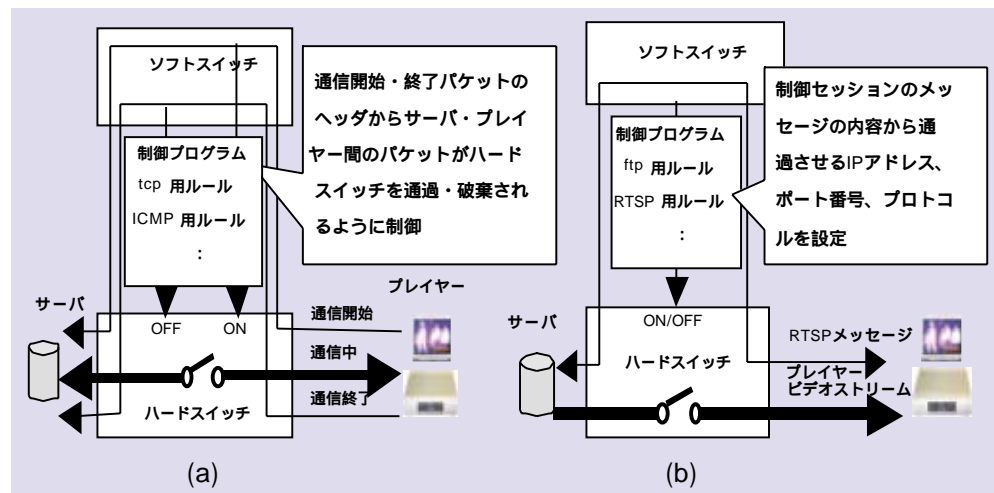 ソフトスイッチ
通信開始・終了パケットの
ヘッダからサーバ・プレイ
ヤー間のパケットがハード
スイッチを通過・破棄され
るように制御
制御プログラム
tcp 用ルール
ICMP 用ルール
:
サーバ
プレイヤー
OFF
ON
通信開始
通信中
通信終了
ハードスイッチ
(a)
ソフトスイッチ
制御セッションのメッ
セージの内容から通
過させるIPアドレス、
ポート番号、プロトコ
ルを設定
制御プログラム
ftp 用ルール
RTSP 用ルール
:
サーバ
ON/OFF
ハードスイッチ
RTSPメッセージ
プレイヤー
ビデオストリーム
(b)